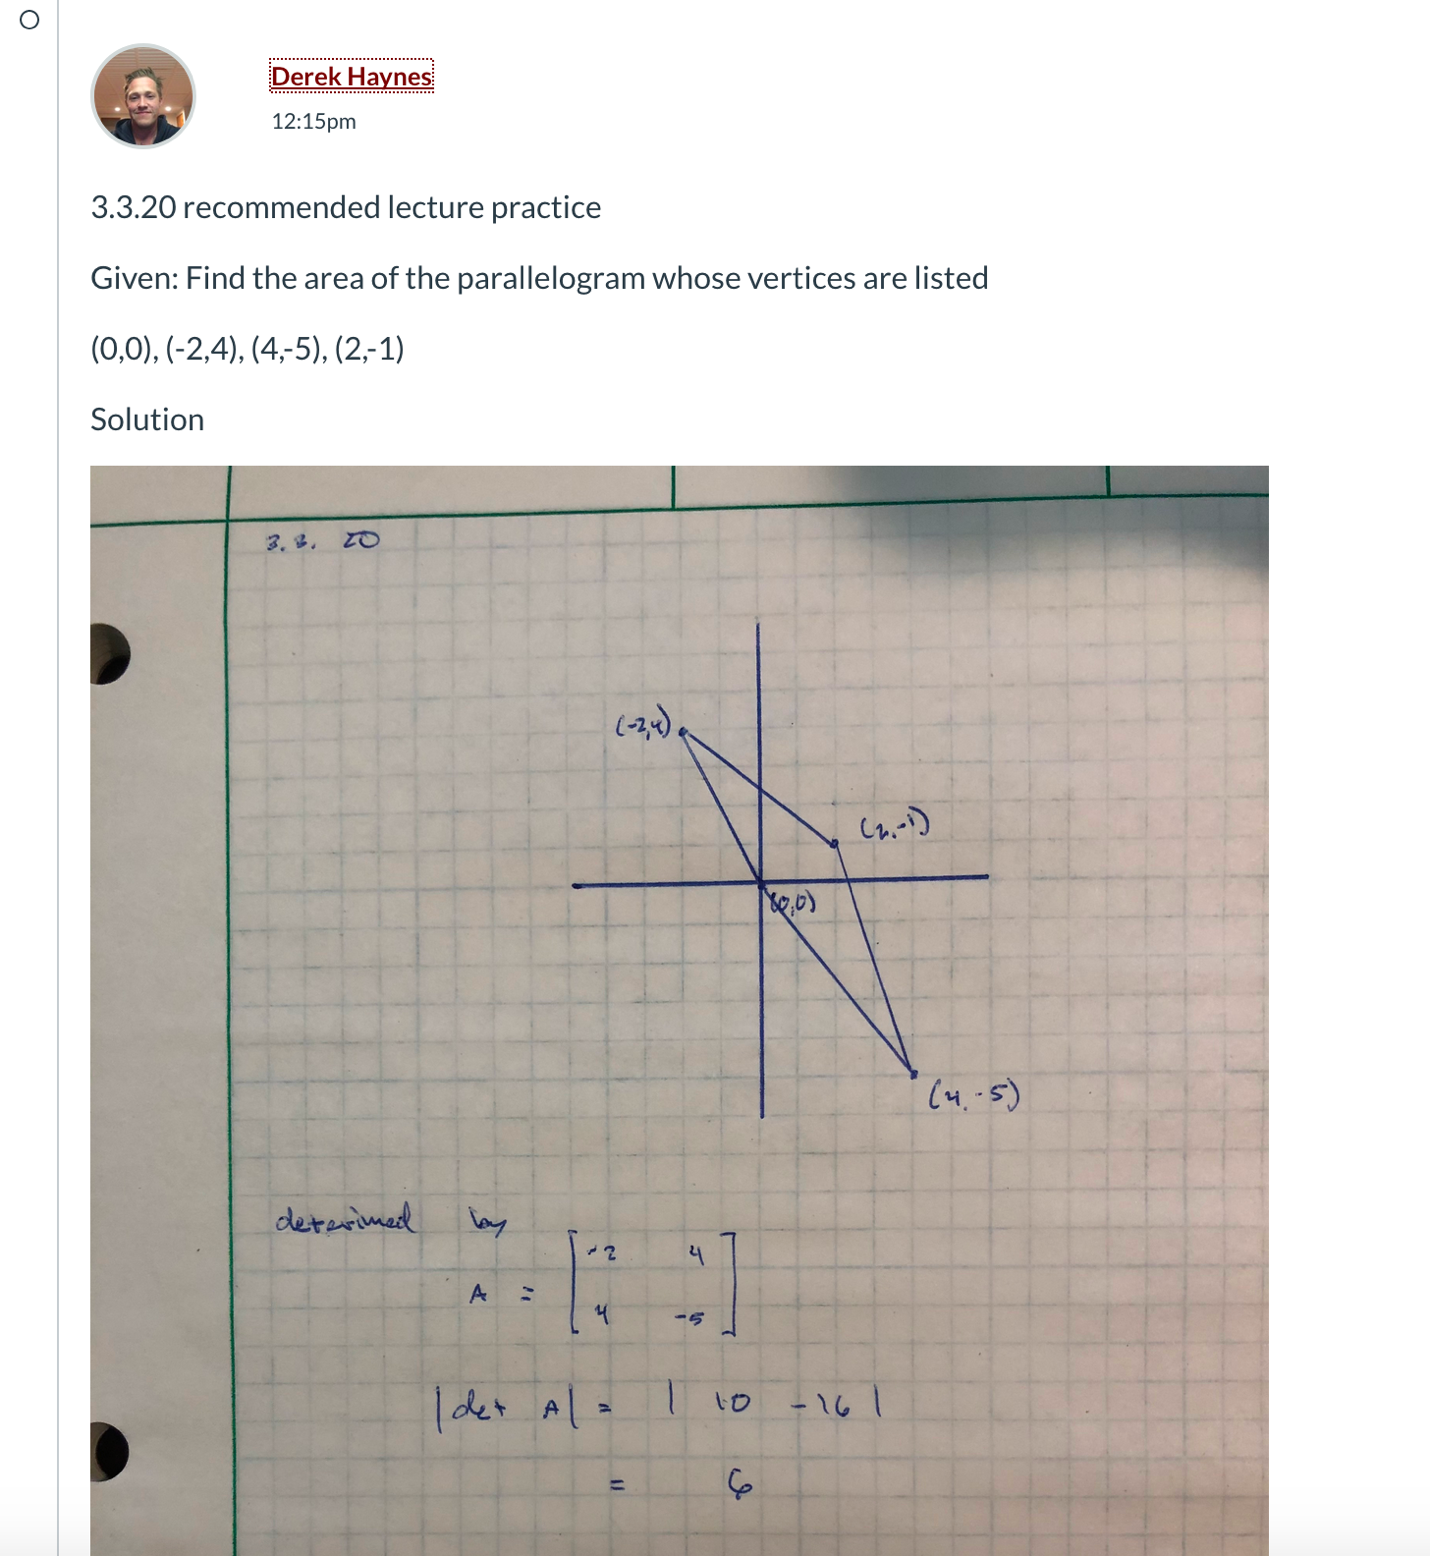 Derek Haynes
12:15pm
3.3.20 recommended lecture practice
Given: Find the area of the parallelogram whose vertices are listed
(0,0), (-2,4), (4,-5), (2,-1)
Solution
3.3. 20
(-2,4)
(2,-1)
(0,0)
(4,-5)
deterimed by
A = [ -2 4
4 -5 ]
|det A| = | 10 -16 |
= 6